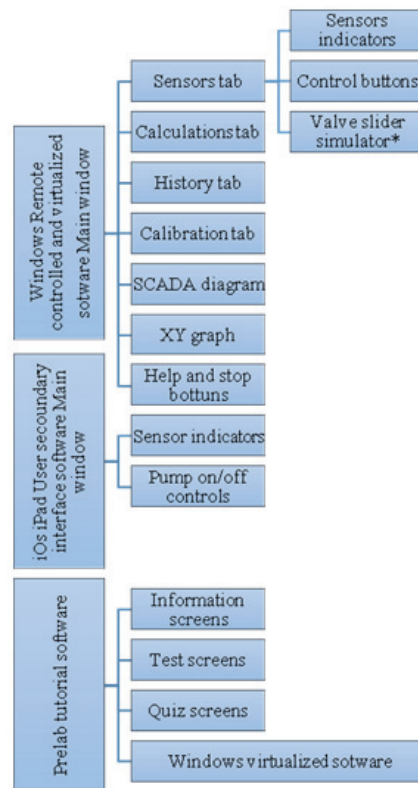 Sensors
indicators
Sensors tab
Control buttons
Valve slider
simulator*
Calculations tab
History tab
Calibration tab
SCADA diagram
XY graph
Help and stop
bottuns
Windows Remote
controlled and virtualized
sotware Main window
Sensor indicators
Pump on/off
controls
iOs iPad User secoundary
interface software Main
window
Information
screens
Test screens
Quiz screens
Windows virtualized sotware
Prelab tutorial software